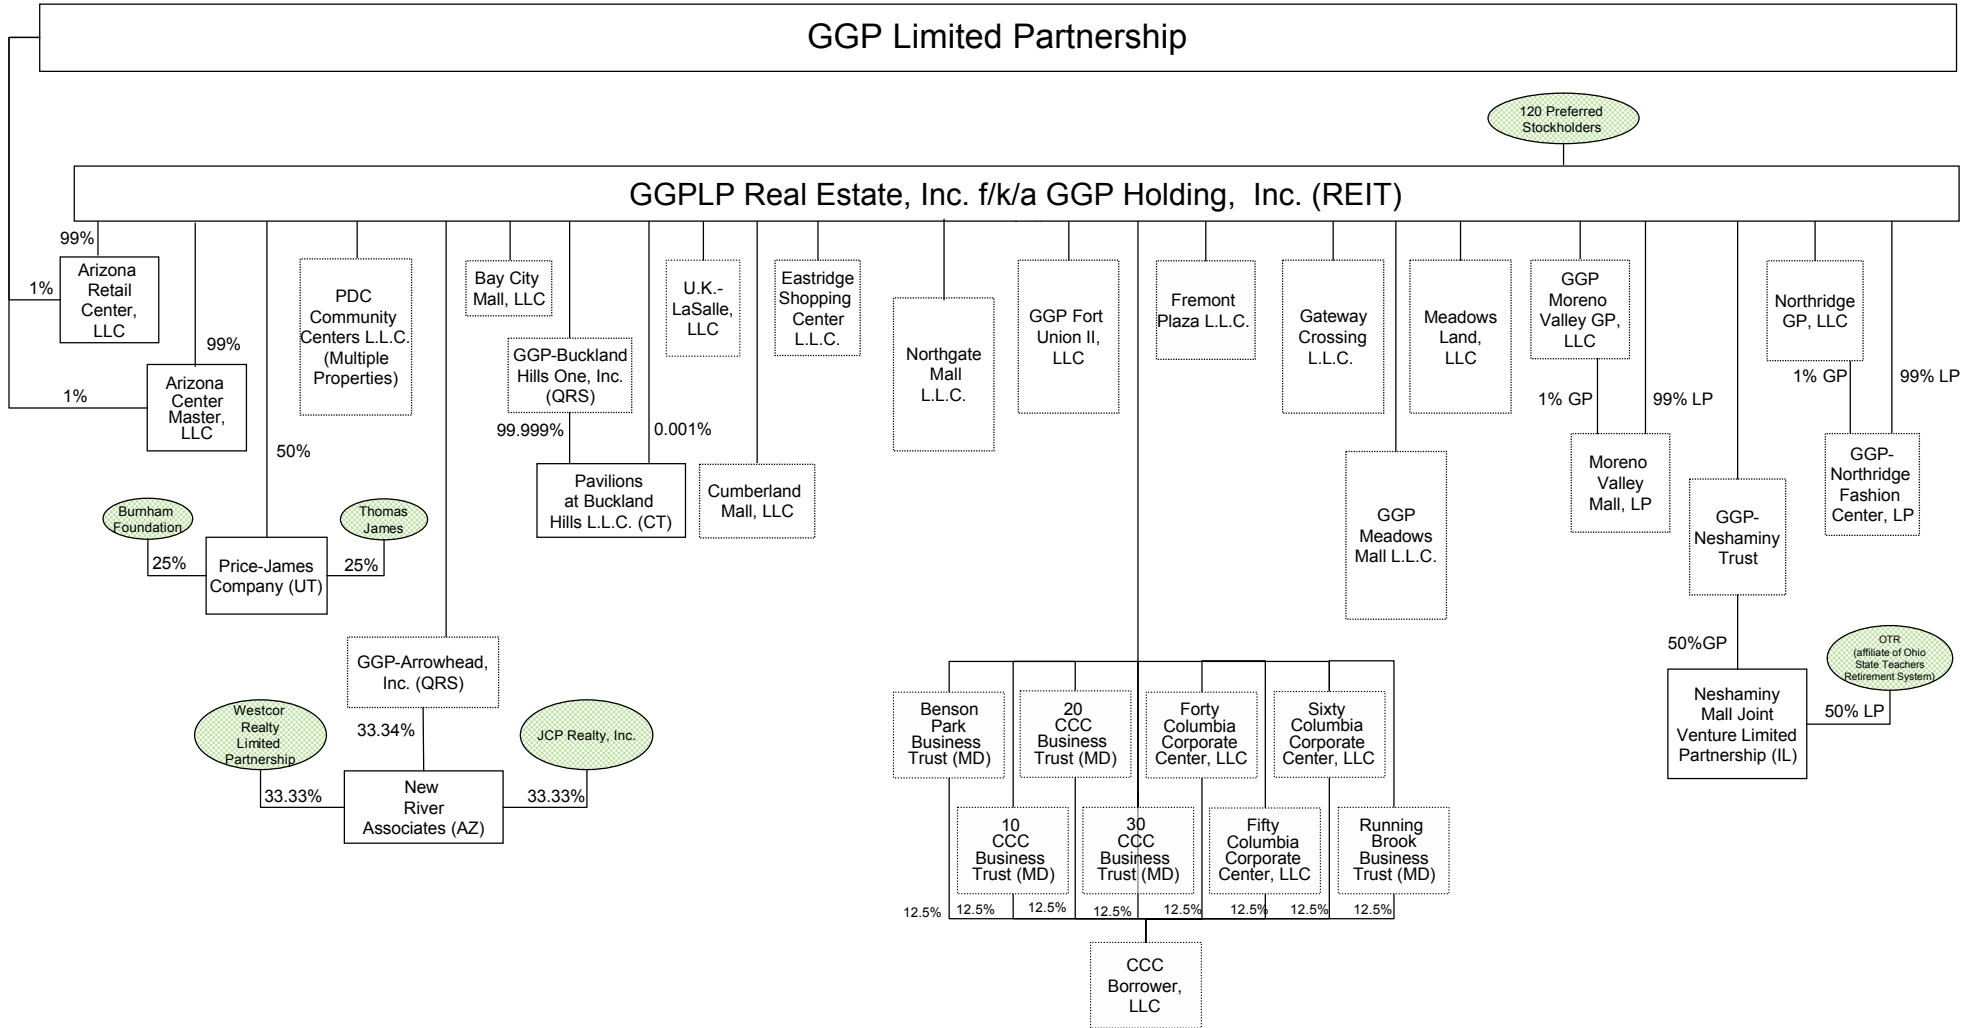 GGP Limited Partnership
120 Preferred
Stockholders
GGPLP Real Estate, Inc. f/k/a GGP Holding, Inc. (REIT)
99%
1%
Arizona
Retail
Center,
LLC
99%
1%
Arizona
Center
Master,
LLC
50%
Burnham
Foundation
Thomas
James
25%
Price-James
Company (UT)
25%
PDC
Community
Centers L.L.C.
(Multiple
Properties)
GGP-Arrowhead,
Inc. (QRS)
Westcor
Realty
Limited
Partnership
33.34%
JCP Realty, Inc.
33.33%
New
River
Associates (AZ)
33.33%
Bay City
Mall, LLC
GGP-Buckland
Hills One, Inc.
(QRS)
99.999%
0.001%
Pavilions
at Buckland
Hills L.L.C. (CT)
U.K.-
LaSalle,
LLC
Cumberland
Mall, LLC
Eastridge
Shopping
Center
L.L.C.
Northgate
Mall
L.L.C.
GGP Fort
Union II,
LLC
Fremont
Plaza L.L.C.
Gateway
Crossing
L.L.C.
GGP
Meadows
Mall L.L.C.
Meadows
Land,
LLC
GGP
Moreno
Valley GP,
LLC
1% GP
99% LP
Moreno
Valley
Mall, LP
GGP-
Neshaminy
Trust
50%GP
OTR
(affiliate of Ohio
State Teachers
Retirement System)
Neshaminy
Mall Joint
Venture Limited
Partnership (IL)
50% LP
Northridge
GP, LLC
1% GP
99% LP
GGP-
Northridge
Fashion
Center, LP
Benson
Park
Business
Trust (MD)
20
CCC
Business
Trust (MD)
Forty
Columbia
Corporate
Center, LLC
Sixty
Columbia
Corporate
Center, LLC
10
CCC
Business
Trust (MD)
30
CCC
Business
Trust (MD)
Fifty
Columbia
Corporate
Center, LLC
Running
Brook
Business
Trust (MD)
12.5%
12.5%
12.5%
12.5%
12.5%
12.5%
12.5%
12.5%
CCC
Borrower,
LLC